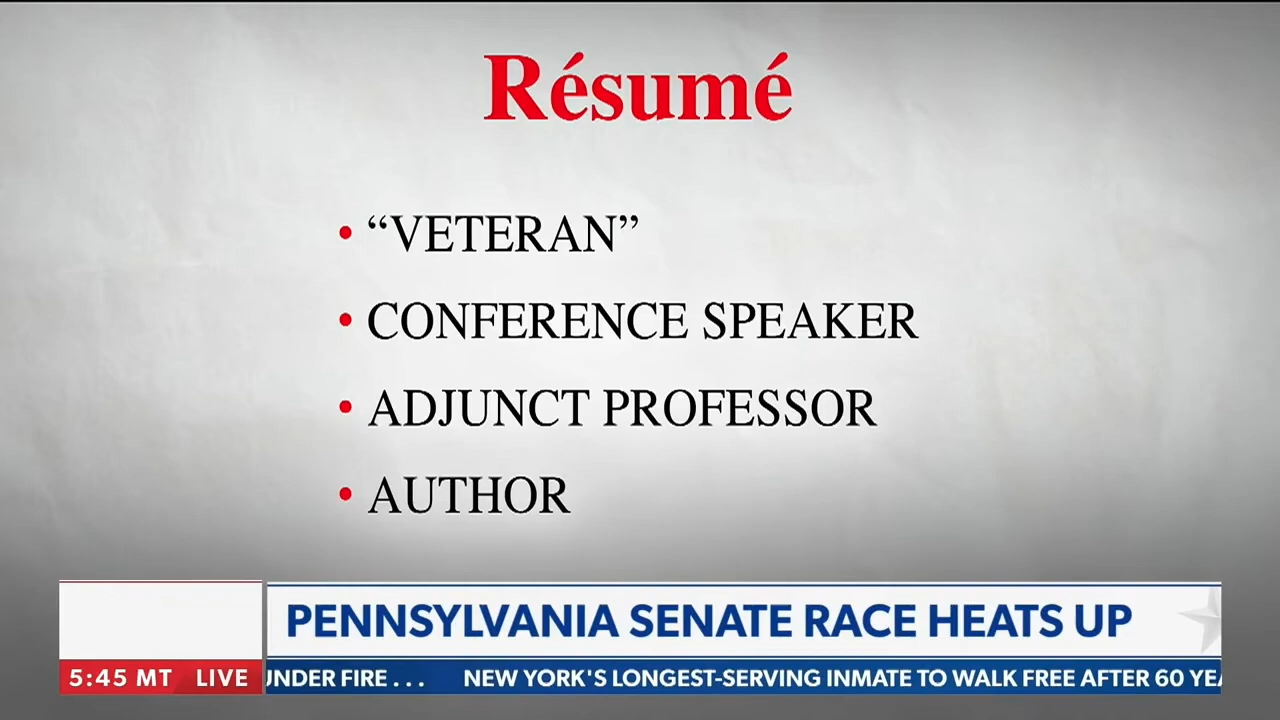 Résumé
• “VETERAN”
• CONFERENCE SPEAKER
• ADJUNCT PROFESSOR
• AUTHOR
PENNSYLVANIA SENATE RACE HEATS UP
5:45 MT LIVE
UNDER FIRE . . . NEW YORK'S LONGEST-SERVING INMATE TO WALK FREE AFTER 60